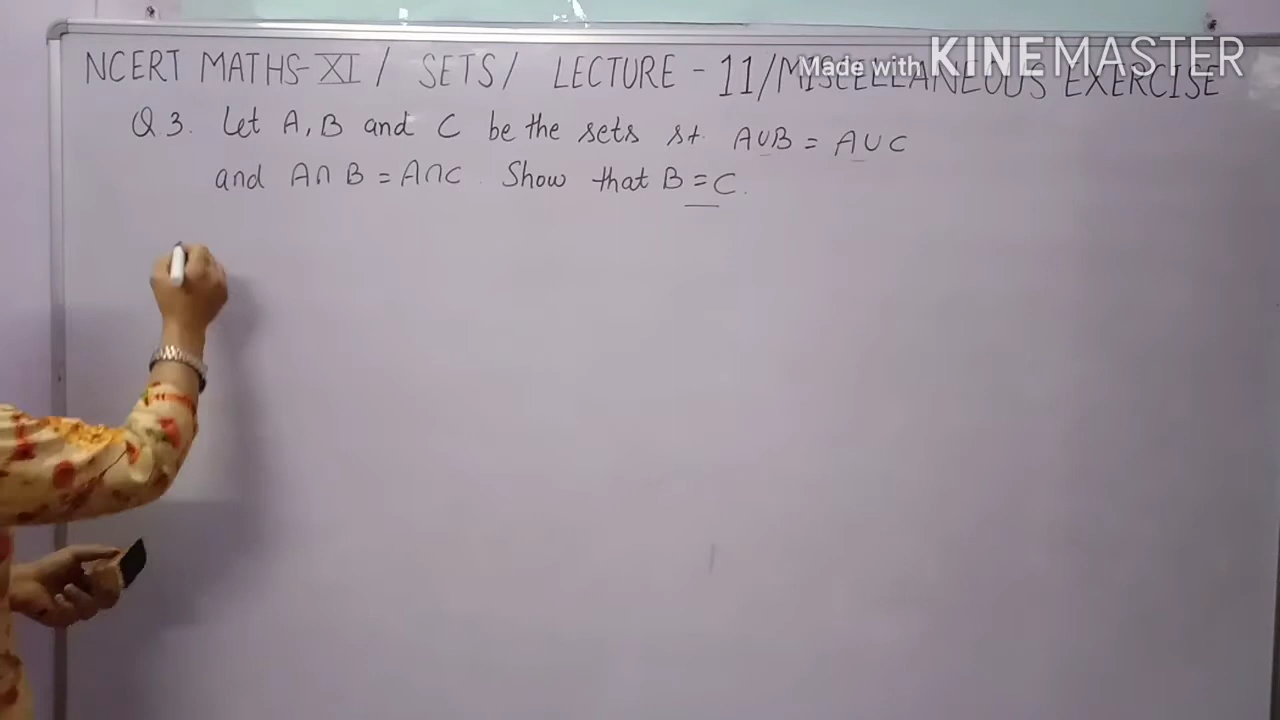 NCERT MATHS-XI / SETS / LECTURE - 11/MISCELLANEOUS EXERCISE
Made with KINEMASTER
Q 3. Let A, B and C be the sets st. A∪B = A∪C
and A∩B = A∩C. Show that B = C.